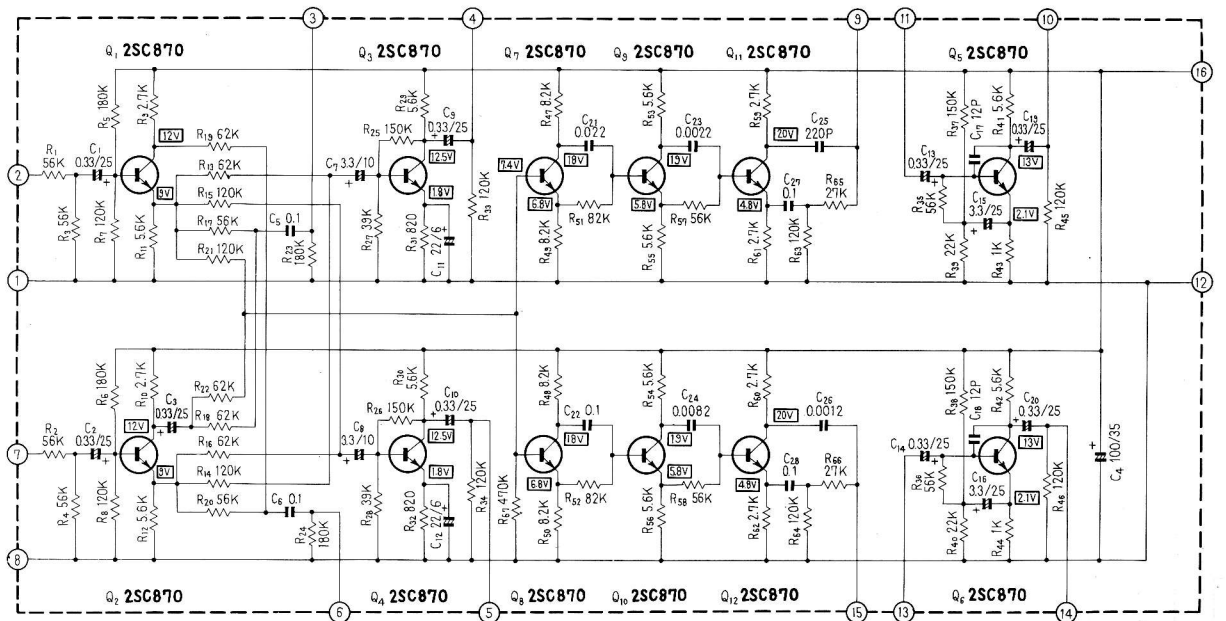 3 4 9 11 10
Q1 2SC870 Q3 2SC870 Q7 2SC870 Q9 2SC870 Q11 2SC870 Q5 2SC870
16
R5 180K
R9 2.7K
12V
R19 62K
R13 62K
R15 120K
R17 56K
R21 120K
R1 56K
C1 0.33/25
2
9V
R3 56K
R7 120K
R11 5.6K
C5 0.1
R23 180K
1
R29 5.6K
R25 150K
C9 0.33/25
C7 3.3/10
12.5V
1.8V
R27 39K
R31 820
C11 22/6
R33 120K
R47 8.2K
C21 0.022
7.4V
18V
6.8V
R51 82K
R49 8.2K
R53 5.6K
C23 0.0022
19V
5.8V
R57 56K
R55 5.6K
R59 2.7K
20V
C25 220P
C27 0.1
R65 27K
4.8V
R61 2.7K
R63 120K
R37 150K
C17 12P
R41 5.6K
C19 0.33/25
C13 0.33/25
13V
R35 56K
C15 3.3/25
2.1V
R39 22K
R43 1K
R45 120K
12
R6 180K
R10 2.7K
C3 0.33/25
12V
R22 62K
R18 62K
R16 62K
R14 120K
R20 56K
R2 56K
C2 0.33/25
7
9V
R4 56K
R8 120K
R12 5.6K
C6 0.1
R24 180K
8
R30 5.6K
R26 150K
C10 0.33/25
C8 3.3/10
12.5V
1.8V
R28 39K
R32 820
C12 22/6
R34 120K
R67 470K
R48 8.2K
C22 0.1
18V
6.8V
R52 82K
R50 8.2K
R54 5.6K
C24 0.0082
19V
5.8V
R58 56K
R56 5.6K
R60 2.7K
20V
C26 0.0012
C28 0.1
R66 27K
4.8V
R62 2.7K
R64 120K
R38 150K
C18 12P
R42 5.6K
C20 0.33/25
C14 0.33/25
13V
R36 56K
C16 3.3/25
2.1V
R40 22K
R44 1K
R46 120K
C4 100/35
Q2 2SC870 Q4 2SC870 Q8 2SC870 Q10 2SC870 Q12 2SC870 Q6 2SC870
6 5 15 13 14